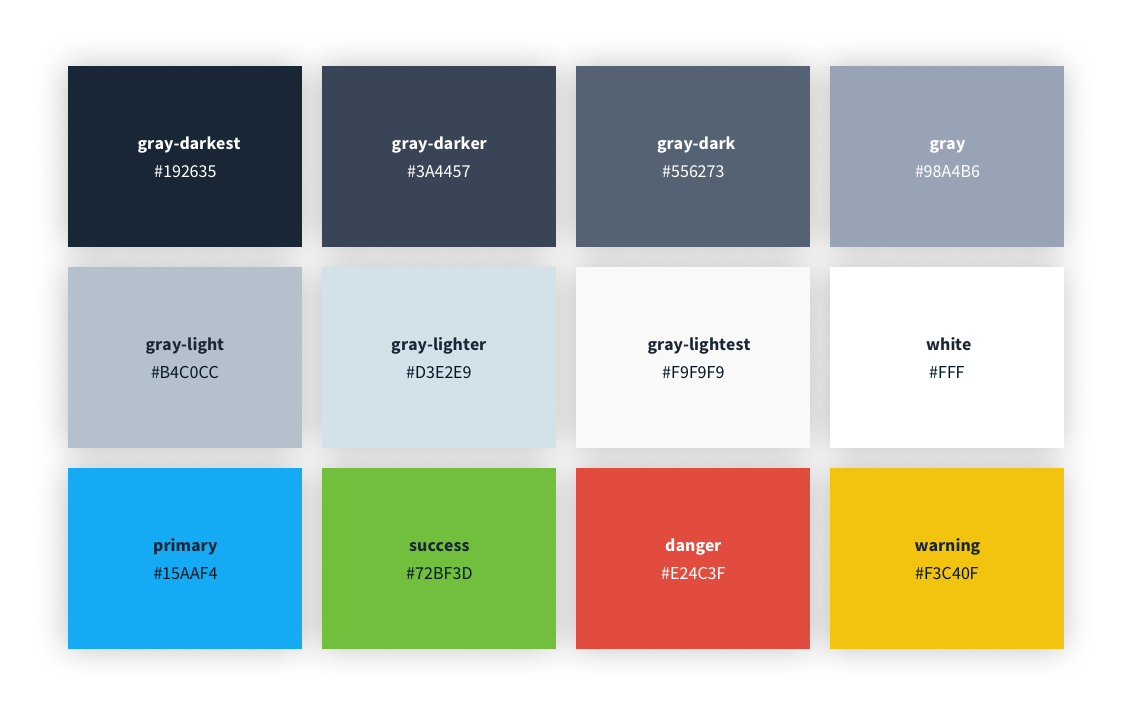 gray-darkest
#192635
gray-darker
#3A4457
gray-dark
#556273
gray
#98A4B6
gray-light
#B4C0CC
gray-lighter
#D3E2E9
gray-lightest
#F9F9F9
white
#FFF
primary
#15AAF4
success
#72BF3D
danger
#E24C3F
warning
#F3C40F